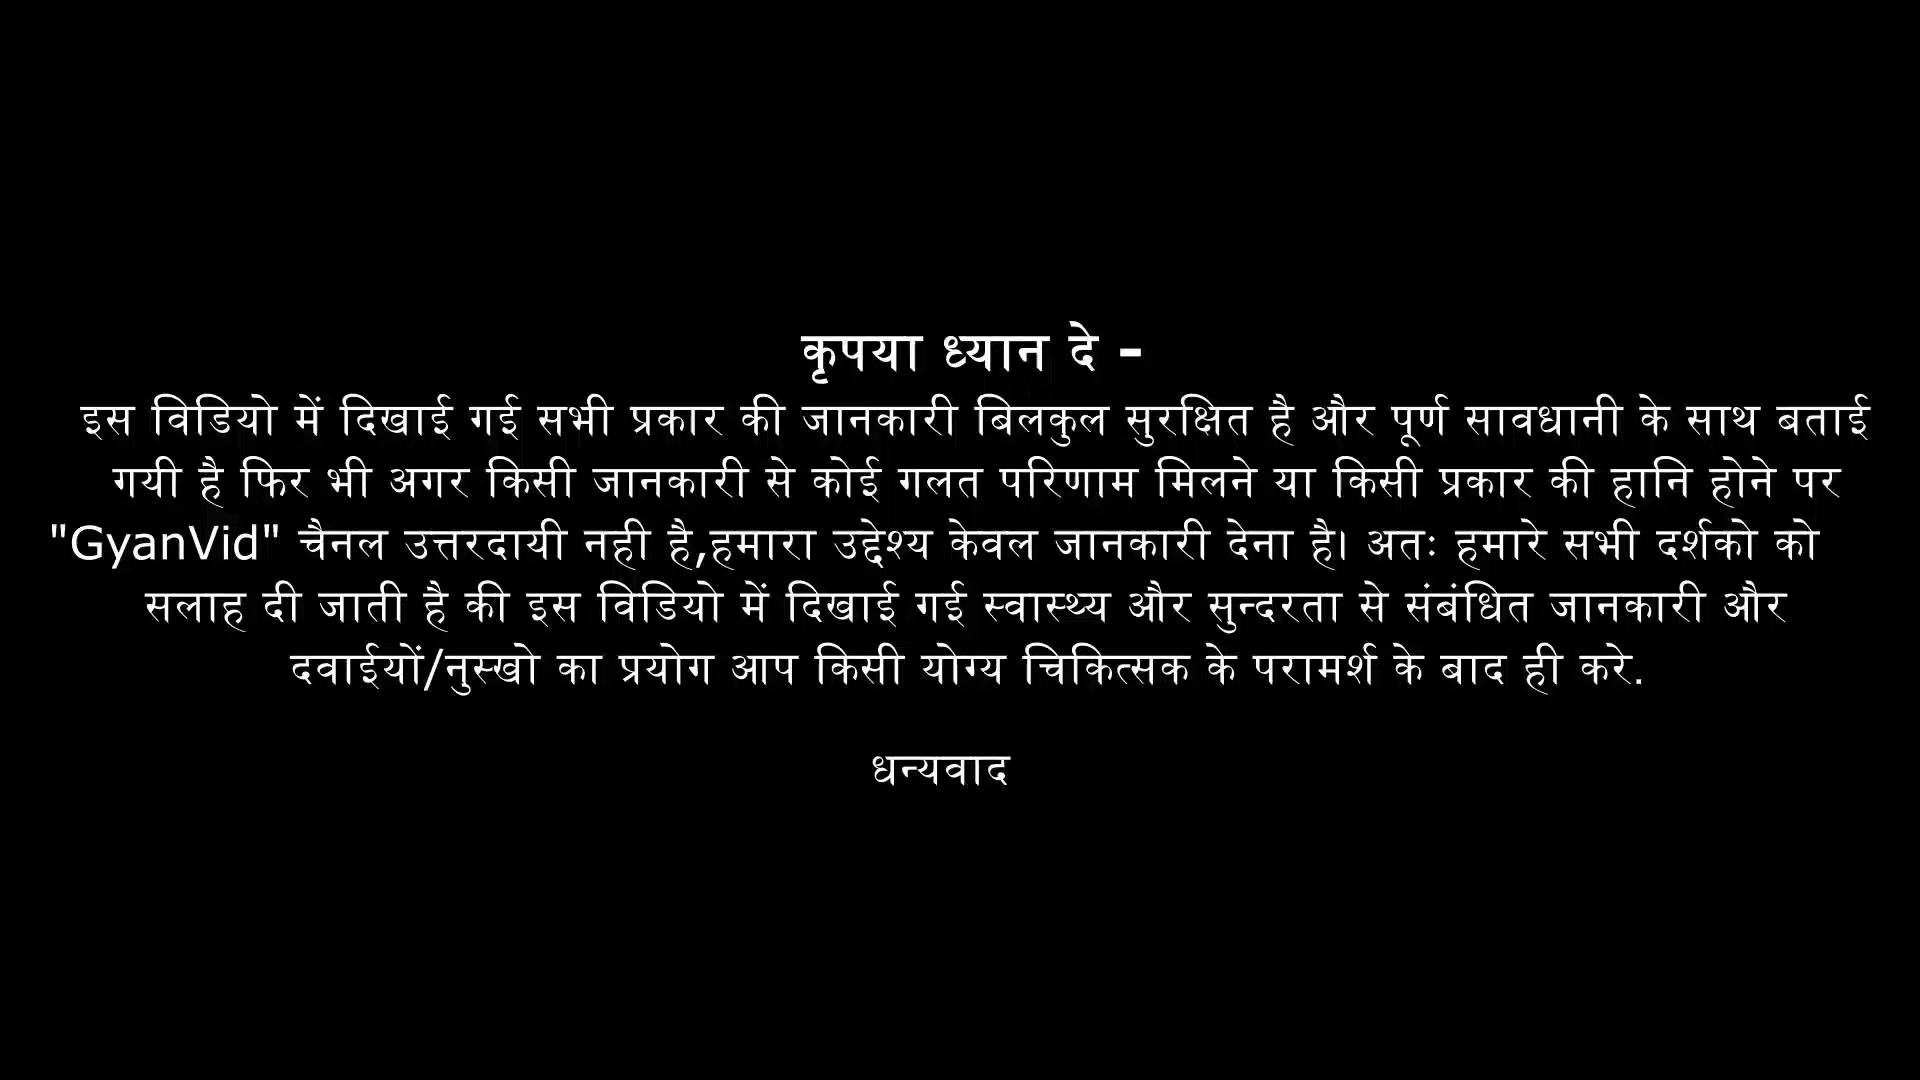 कृपया ध्यान दे -
इस विडियो में दिखाई गई सभी प्रकार की जानकारी बिलकुल सुरक्षित है और पूर्ण सावधानी के साथ बताई
गयी है फिर भी अगर किसी जानकारी से कोई गलत परिणाम मिलने या किसी प्रकार की हानि होने पर
"GyanVid" चैनल उत्तरदायी नही है,हमारा उद्देश्य केवल जानकारी देना है। अतः हमारे सभी दर्शको को
सलाह दी जाती है की इस विडियो में दिखाई गई स्वास्थ्य और सुन्दरता से संबंधित जानकारी और
दवाईयों/नुस्खो का प्रयोग आप किसी योग्य चिकित्सक के परामर्श के बाद ही करे.
धन्यवाद